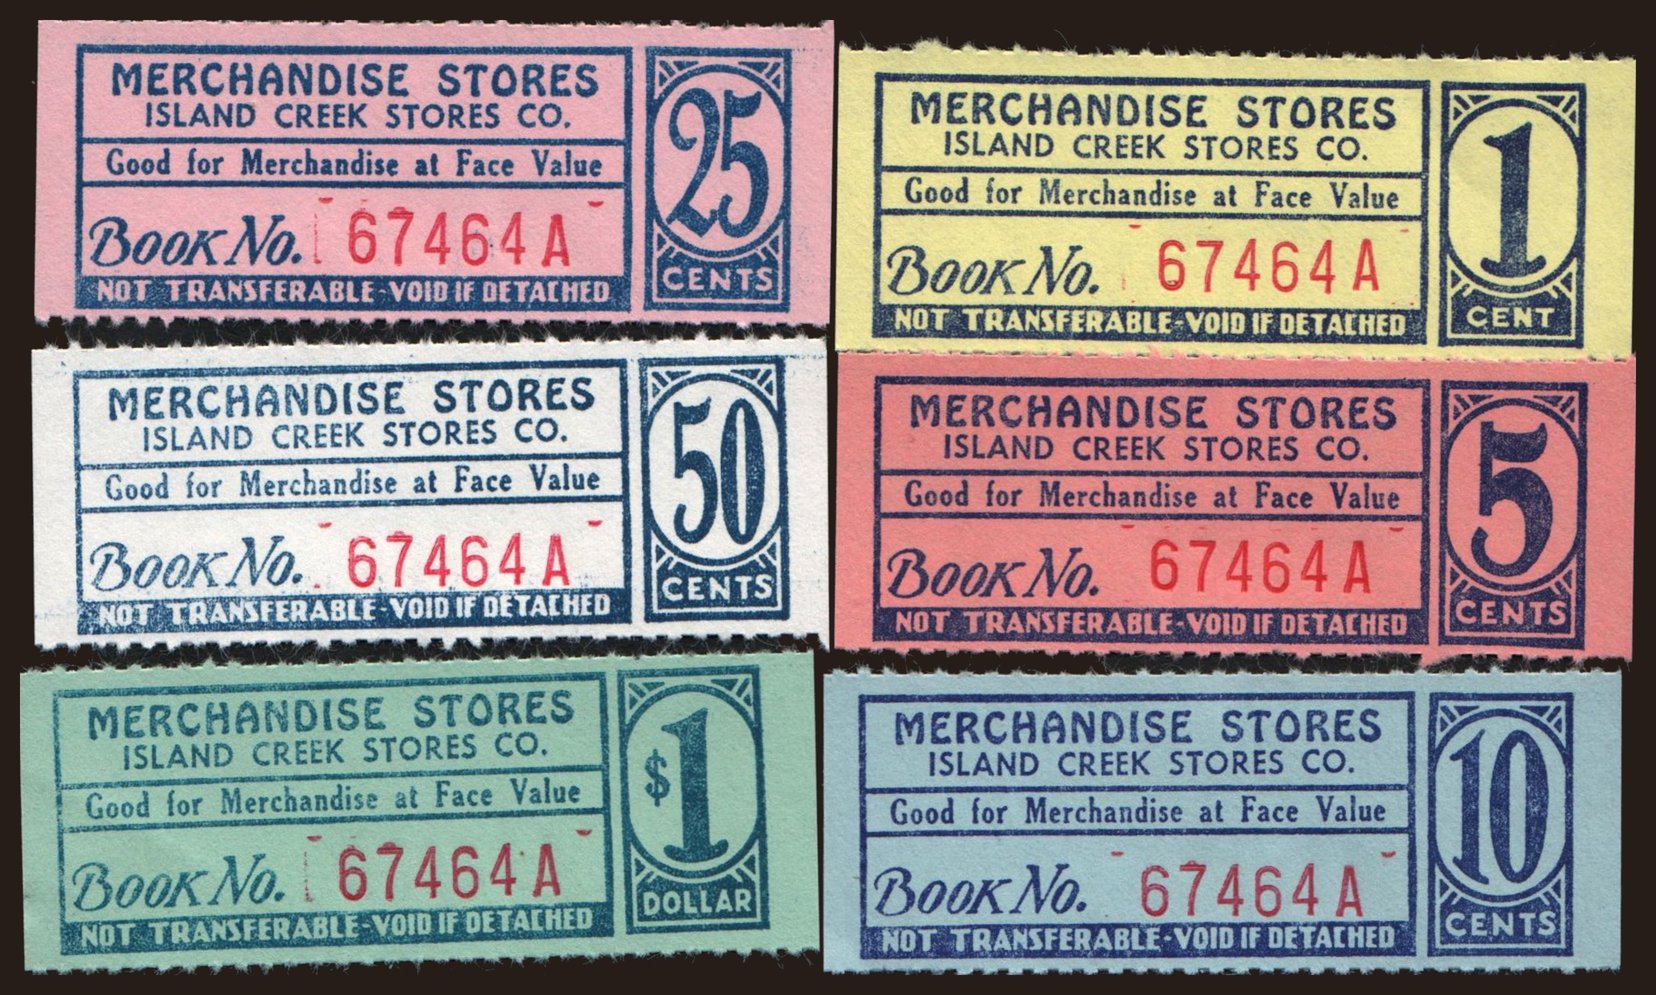 MERCHANDISE STORES
ISLAND CREEK STORES CO.
Good for Merchandise at Face Value
Book No. 67464A
NOT TRANSFERABLE-VOID IF DETACHED
25
CENTS
MERCHANDISE STORES
ISLAND CREEK STORES CO.
Good for Merchandise at Face Value
Book No. 67464A
NOT TRANSFERABLE-VOID IF DETACHED
1
CENT
MERCHANDISE STORES
ISLAND CREEK STORES CO.
Good for Merchandise at Face Value
Book No. 67464A
NOT TRANSFERABLE-VOID IF DETACHED
50
CENTS
MERCHANDISE STORES
ISLAND CREEK STORES CO.
Good for Merchandise at Face Value
Book No. 67464A
NOT TRANSFERABLE-VOID IF DETACHED
5
CENTS
MERCHANDISE STORES
ISLAND CREEK STORES CO.
Good for Merchandise at Face Value
Book No. 67464A
NOT TRANSFERABLE-VOID IF DETACHED
$1
DOLLAR
MERCHANDISE STORES
ISLAND CREEK STORES CO.
Good for Merchandise at Face Value
Book No. 67464A
NOT TRANSFERABLE-VOID IF DETACHED
10
CENTS